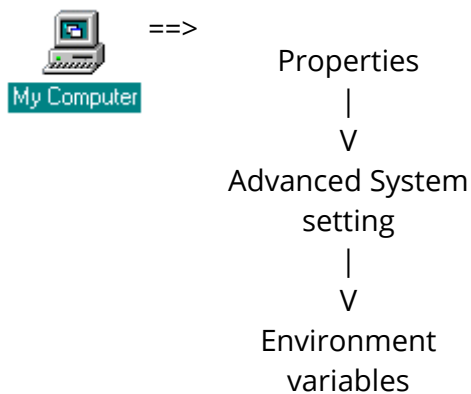 ==>
My Computer
Properties
|
V
Advanced System
setting
|
V
Environment
variables